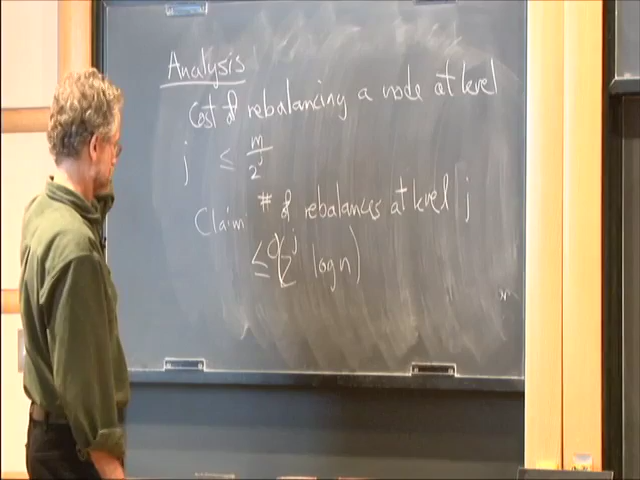 Analysis
Cost of rebalancing a node at level
j ≤ m/2^j
Claim: # of rebalances at level j
≤ O(2^j log n)